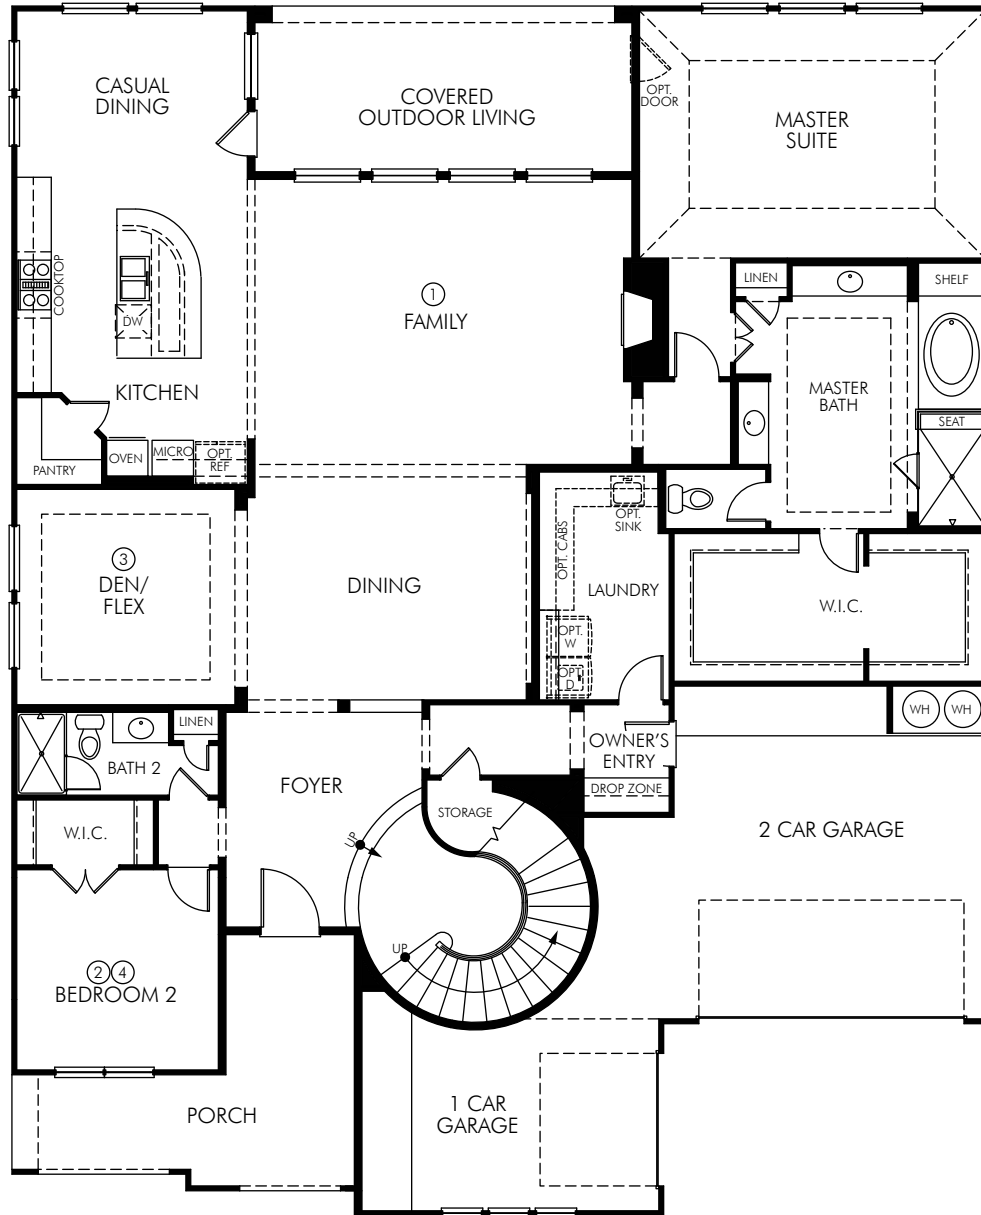 CASUAL
DINING
COVERED
OUTDOOR LIVING
OPT.
DOOR
MASTER
SUITE
COOKTOP
DW
1
FAMILY
LINEN
SHELF
KITCHEN
MASTER
BATH
SEAT
PANTRY
OVEN
MICRO
OPT.
REF
OPT.
SINK
OPT. CABS
3
DEN/
FLEX
DINING
LAUNDRY
W.I.C.
OPT.
W
OPT.
D
WH
WH
LINEN
BATH 2
OWNER'S
ENTRY
DROP ZONE
FOYER
STORAGE
2 CAR GARAGE
W.I.C.
UP
UP
2 4
BEDROOM 2
PORCH
1 CAR
GARAGE